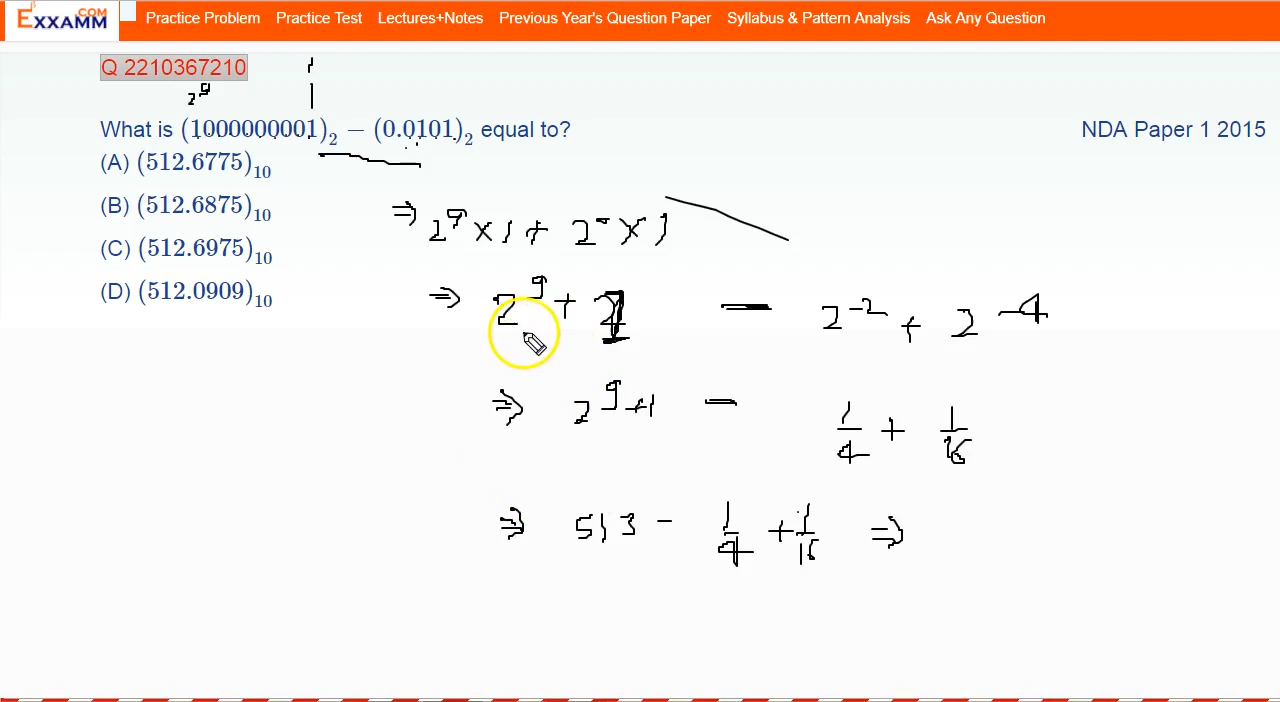 EXXAMM .COM Practice Problem Practice Test Lectures+Notes Previous Year's Question Paper Syllabus & Pattern Analysis Ask Any Question
Q 2210367210
2⁹ 1
What is (1000000001)₂ − (0.0101)₂ equal to? NDA Paper 1 2015
(A) (512.6775)₁₀
(B) (512.6875)₁₀
(C) (512.6975)₁₀
(D) (512.0909)₁₀
⇒ 2⁹ × 1 + 2⁰ × 1
⇒ 2⁹ + 1 − 2⁻² + 2⁻⁴
⇒ 2⁹ + 1 − 1/4 + 1/16
⇒ 513 − 1/4 + 1/16 ⇒